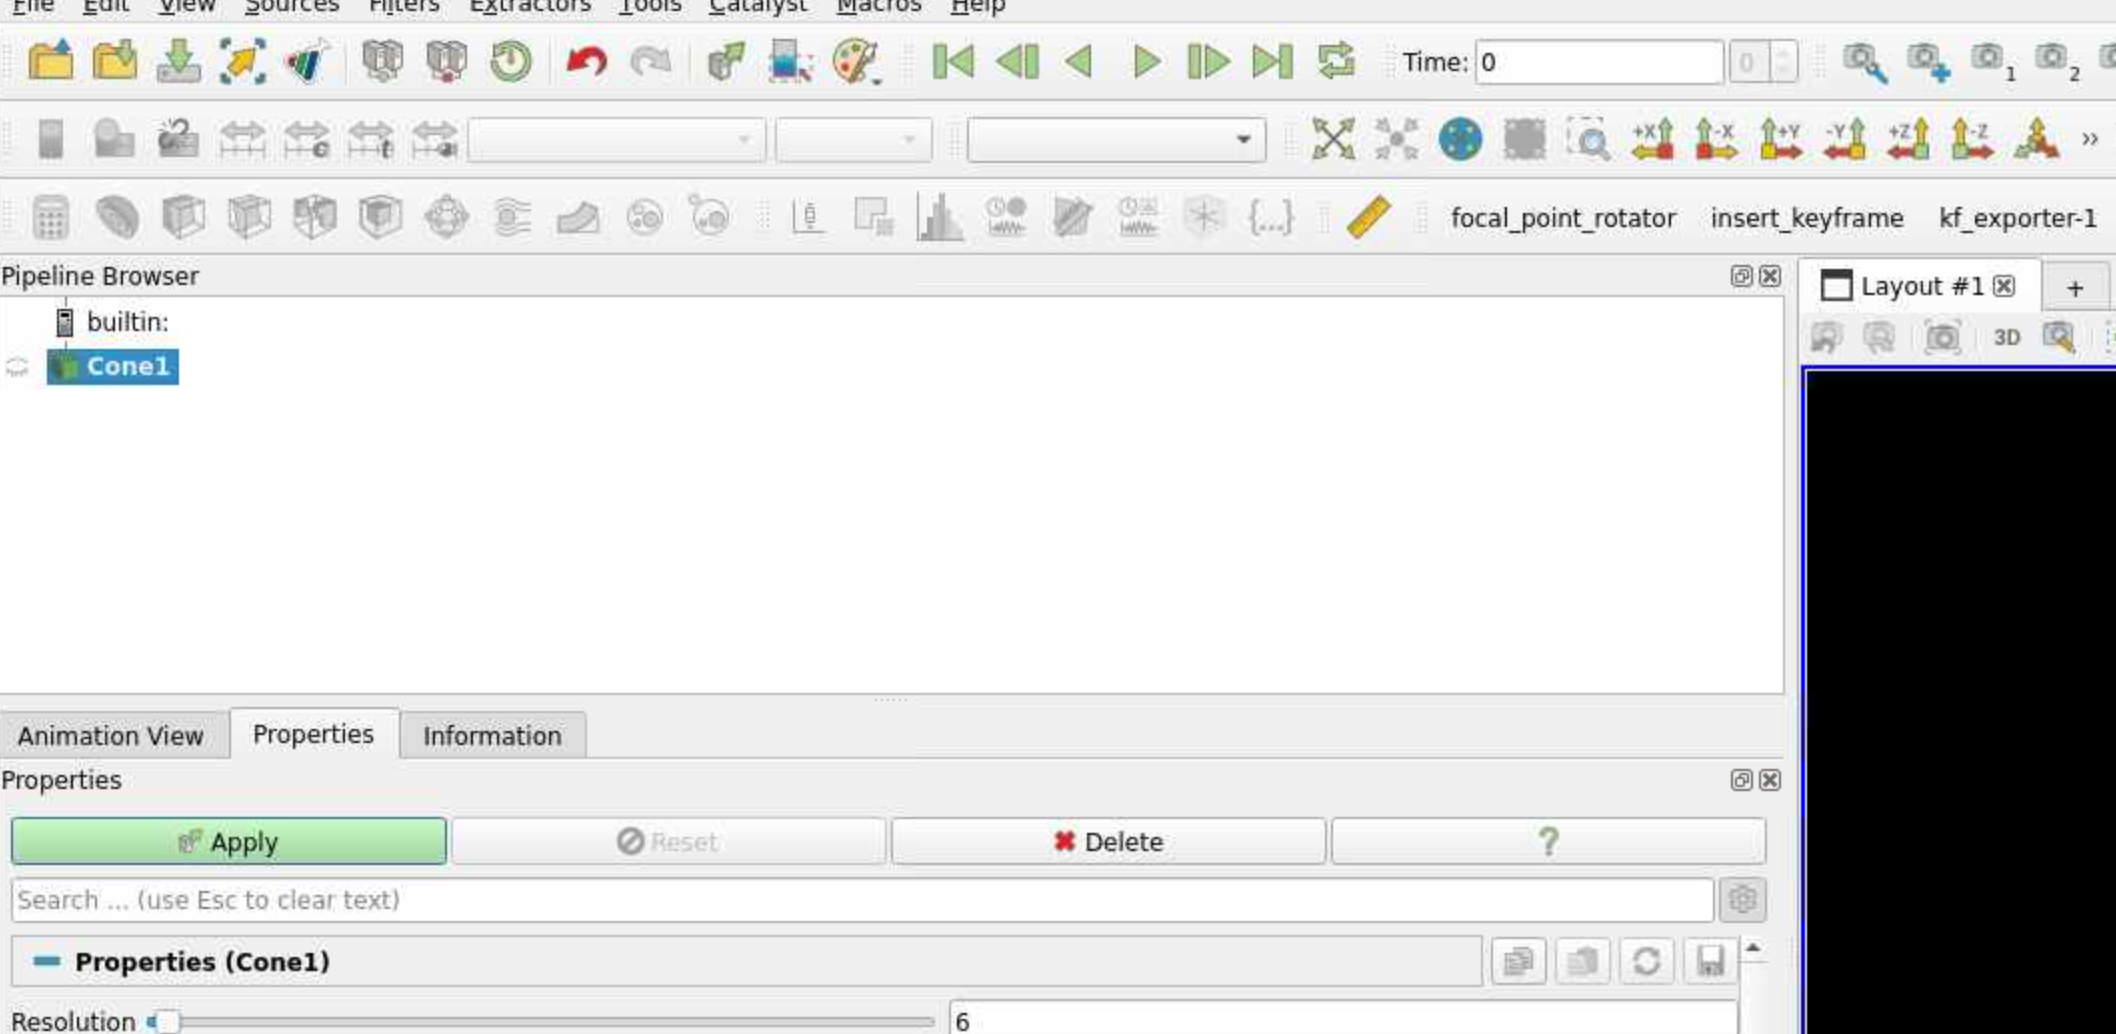 File Edit View Sources Filters Extractors Tools Catalyst Macros Help
Time: 0 0 1 2
c t +X -X +Y -Y +Z -Z »
{...} focal_point_rotator insert_keyframe kf_exporter-1
Pipeline Browser
Layout #1 +
builtin:
3D
Cone1
Animation View Properties Information
Properties
Apply Reset Delete ?
Search ... (use Esc to clear text)
Properties (Cone1)
Resolution 6